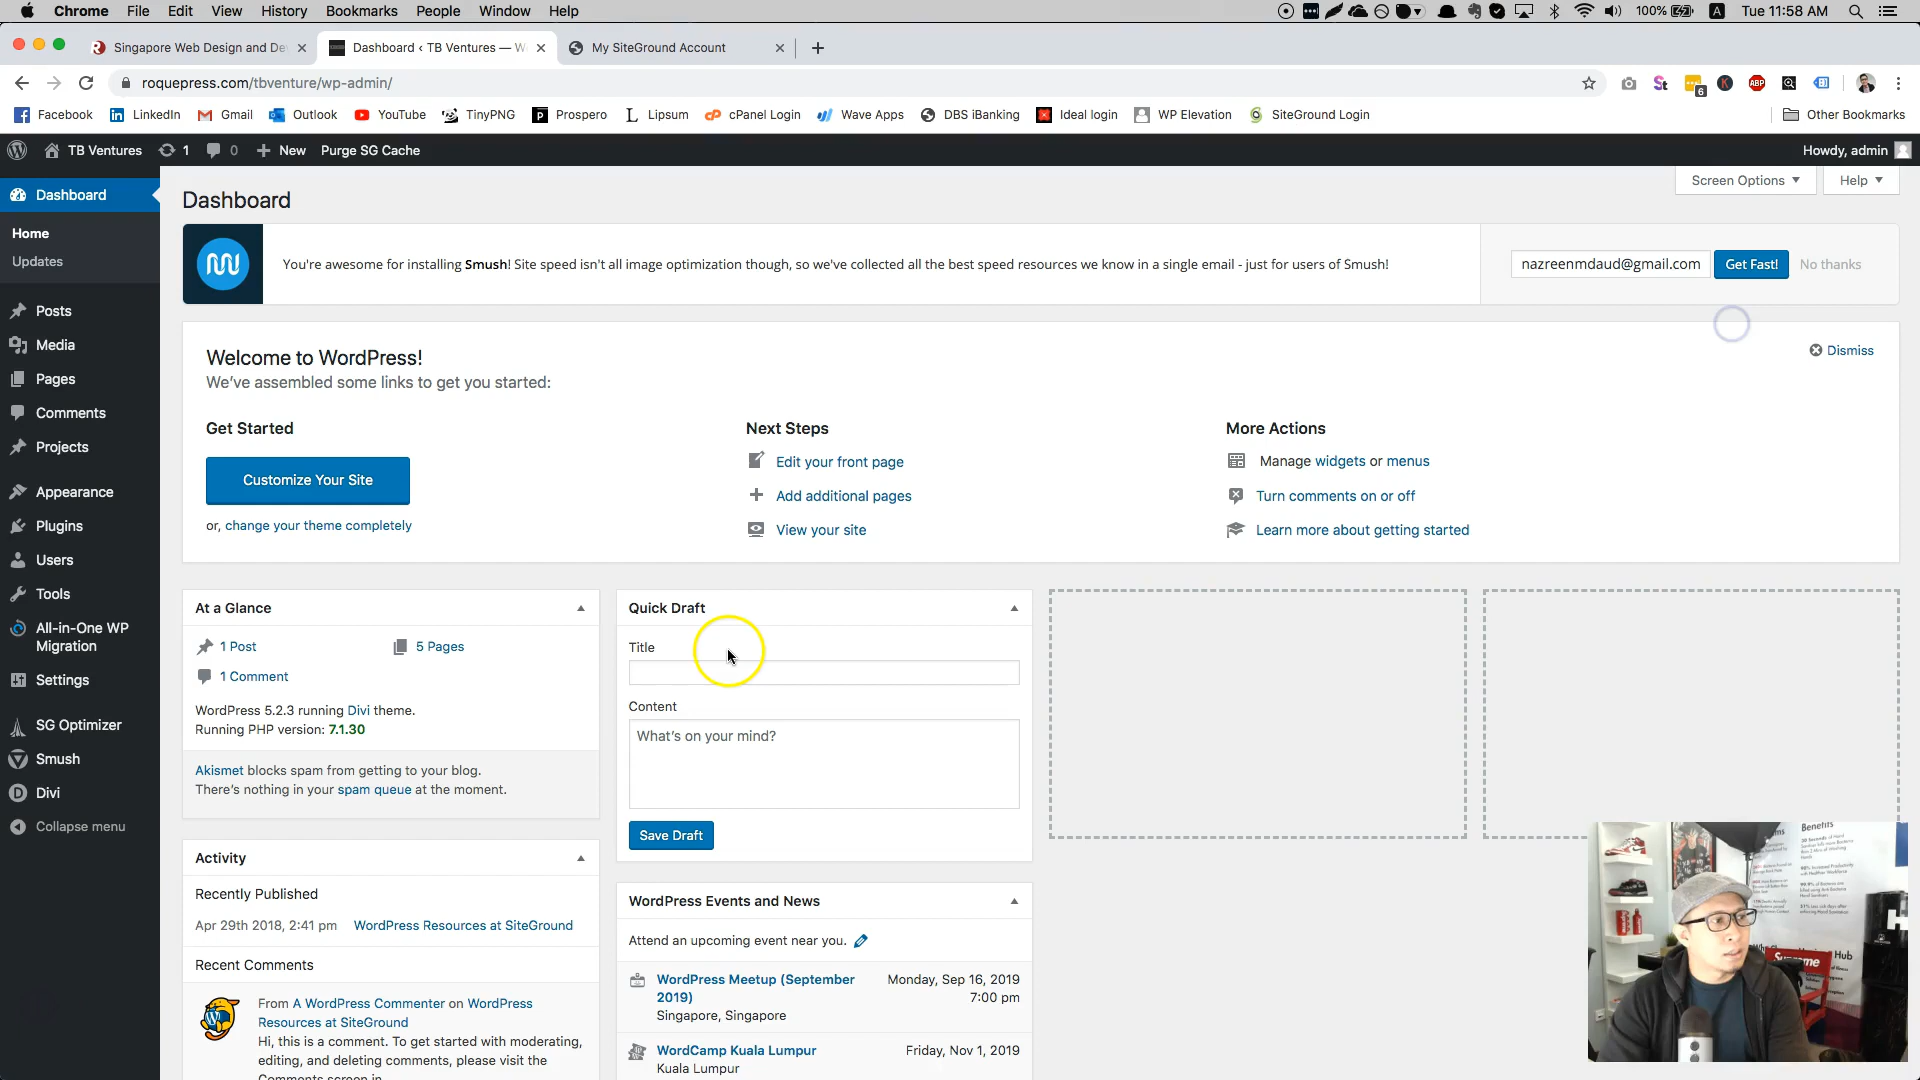 Chrome File Edit View History Bookmarks People Window Help 100% A Tue 11:58 AM
Singapore Web Design and De Dashboard ‹ TB Ventures — W My SiteGround Account
roquepress.com/tbventure/wp-admin/ 6 ABP
Facebook LinkedIn Gmail Outlook YouTube TinyPNG Prospero Lipsum cPanel Login Wave Apps DBS iBanking Ideal login WP Elevation SiteGround Login Other Bookmarks
TB Ventures 1 0 New Purge SG Cache Howdy, admin
Dashboard
Home
Updates
Posts
Media
Pages
Comments
Projects
Appearance
Plugins
Users
Tools
All-in-One WP
Migration
Settings
SG Optimizer
Smush
Divi
Collapse menu
Screen Options Help
Dashboard
You're awesome for installing Smush! Site speed isn't all image optimization though, so we've collected all the best speed resources we know in a single email - just for users of Smush!
nazreenmdaud@gmail.com Get Fast! No thanks
Welcome to WordPress!
We've assembled some links to get you started:
Dismiss
Get Started
Customize Your Site
or, change your theme completely
Next Steps
Edit your front page
Add additional pages
View your site
More Actions
Manage widgets or menus
Turn comments on or off
Learn more about getting started
At a Glance
1 Post 5 Pages
1 Comment
WordPress 5.2.3 running Divi theme.
Running PHP version: 7.1.30
Akismet blocks spam from getting to your blog.
There's nothing in your spam queue at the moment.
Activity
Recently Published
Apr 29th 2018, 2:41 pm WordPress Resources at SiteGround
Recent Comments
From A WordPress Commenter on WordPress
Resources at SiteGround
Hi, this is a comment. To get started with moderating,
editing, and deleting comments, please visit the
Comments screen in
Quick Draft
Title
Content
What's on your mind?
Save Draft
WordPress Events and News
Attend an upcoming event near you.
WordPress Meetup (September
2019)
Singapore, Singapore
Monday, Sep 16, 2019
7:00 pm
WordCamp Kuala Lumpur
Kuala Lumpur
Friday, Nov 1, 2019
Benefits
Hub
Supreme